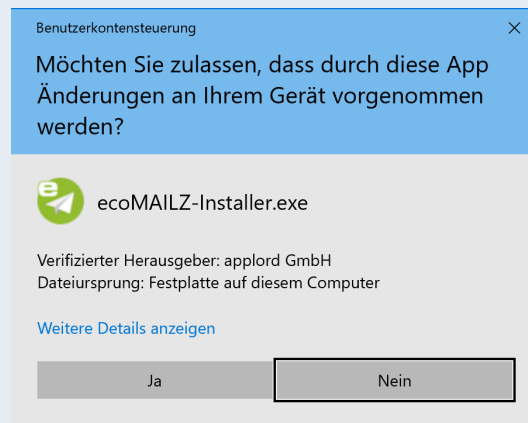 Benutzerkontensteuerung
Möchten Sie zulassen, dass durch diese App
Änderungen an Ihrem Gerät vorgenommen
werden?
e
ecoMAILZ-Installer.exe
Verifizierter Herausgeber: applord GmbH
Dateiursprung: Festplatte auf diesem Computer
Weitere Details anzeigen
Ja
Nein